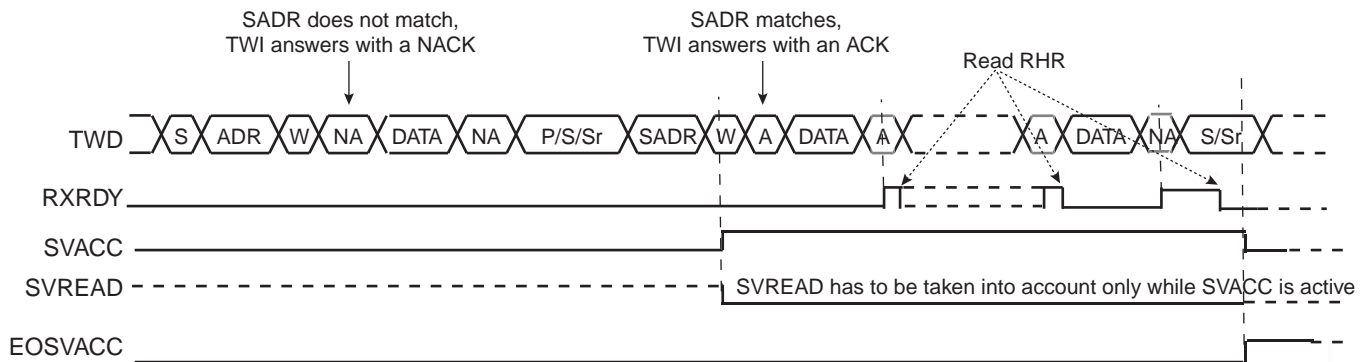 SADR does not match,
TWI answers with a NACK
SADR matches,
TWI answers with an ACK
Read RHR
TWD S ADR W NA DATA NA P/S/Sr SADR W A DATA A A DATA NA S/Sr
RXRDY
SVACC
SVREAD SVREAD has to be taken into account only while SVACC is active
EOSVACC